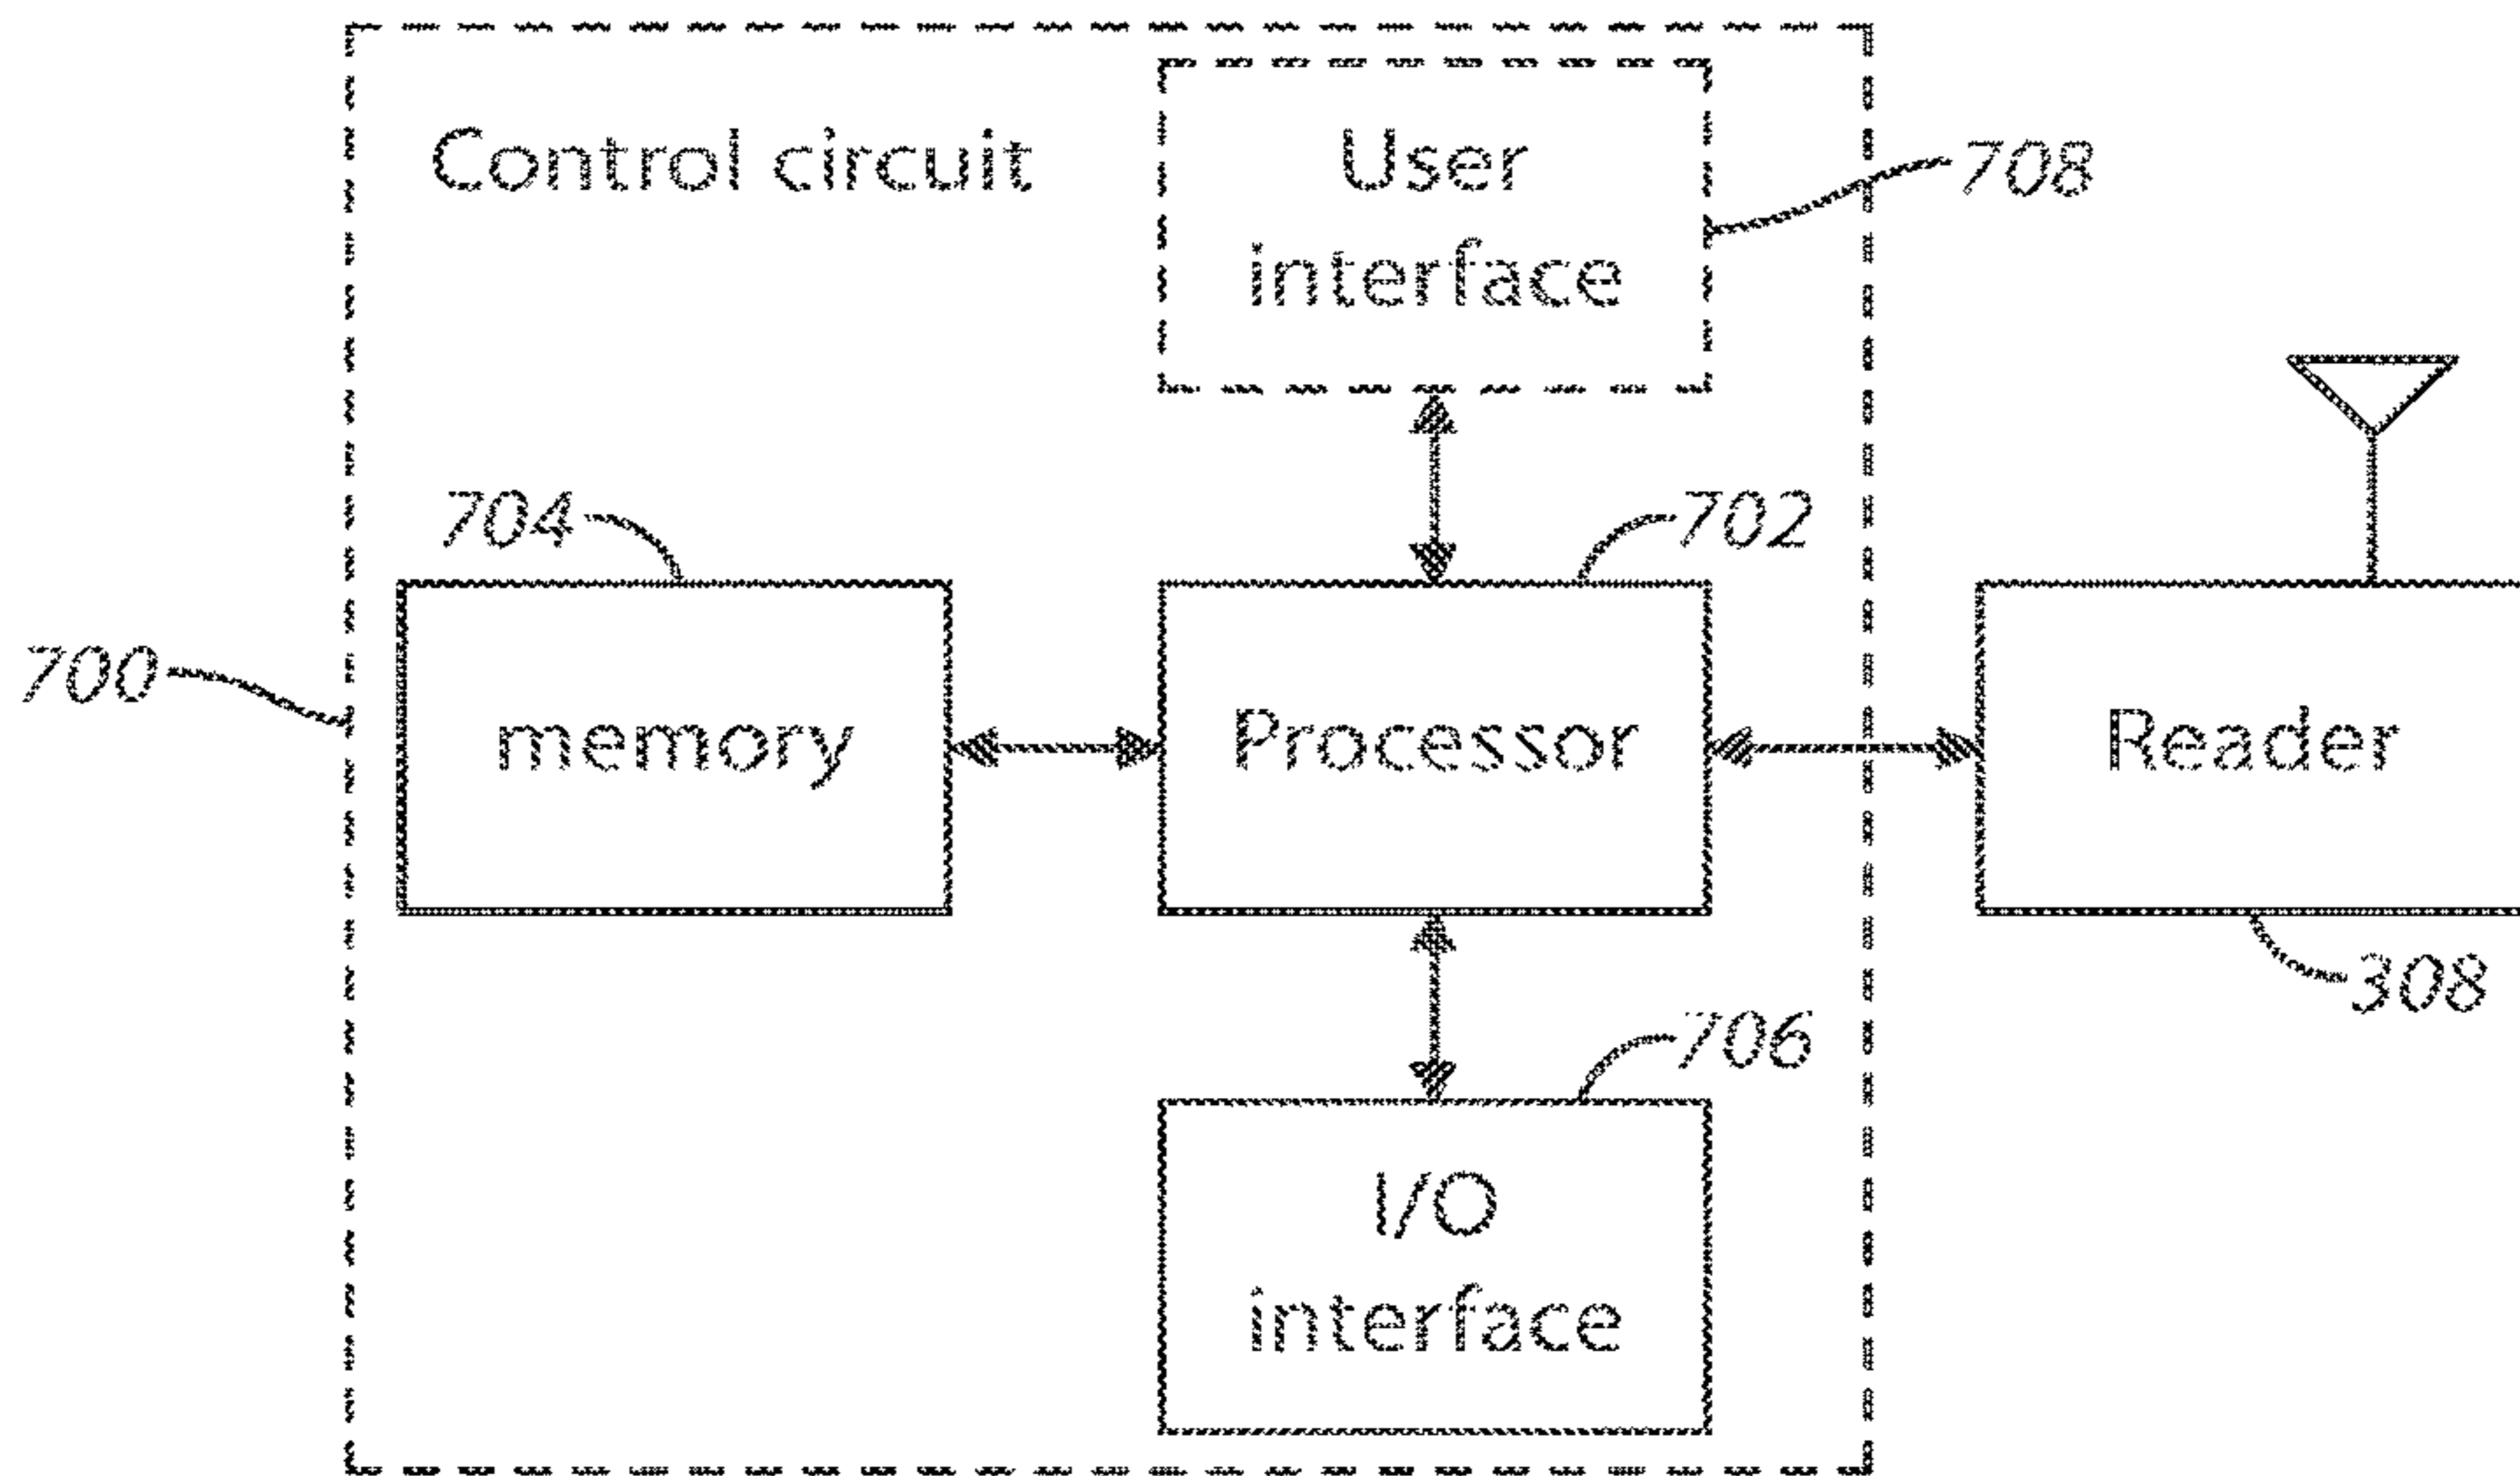 Control circuit
User
interface
708
704
702
700
memory
Processor
Reader
308
706
I/O
interface